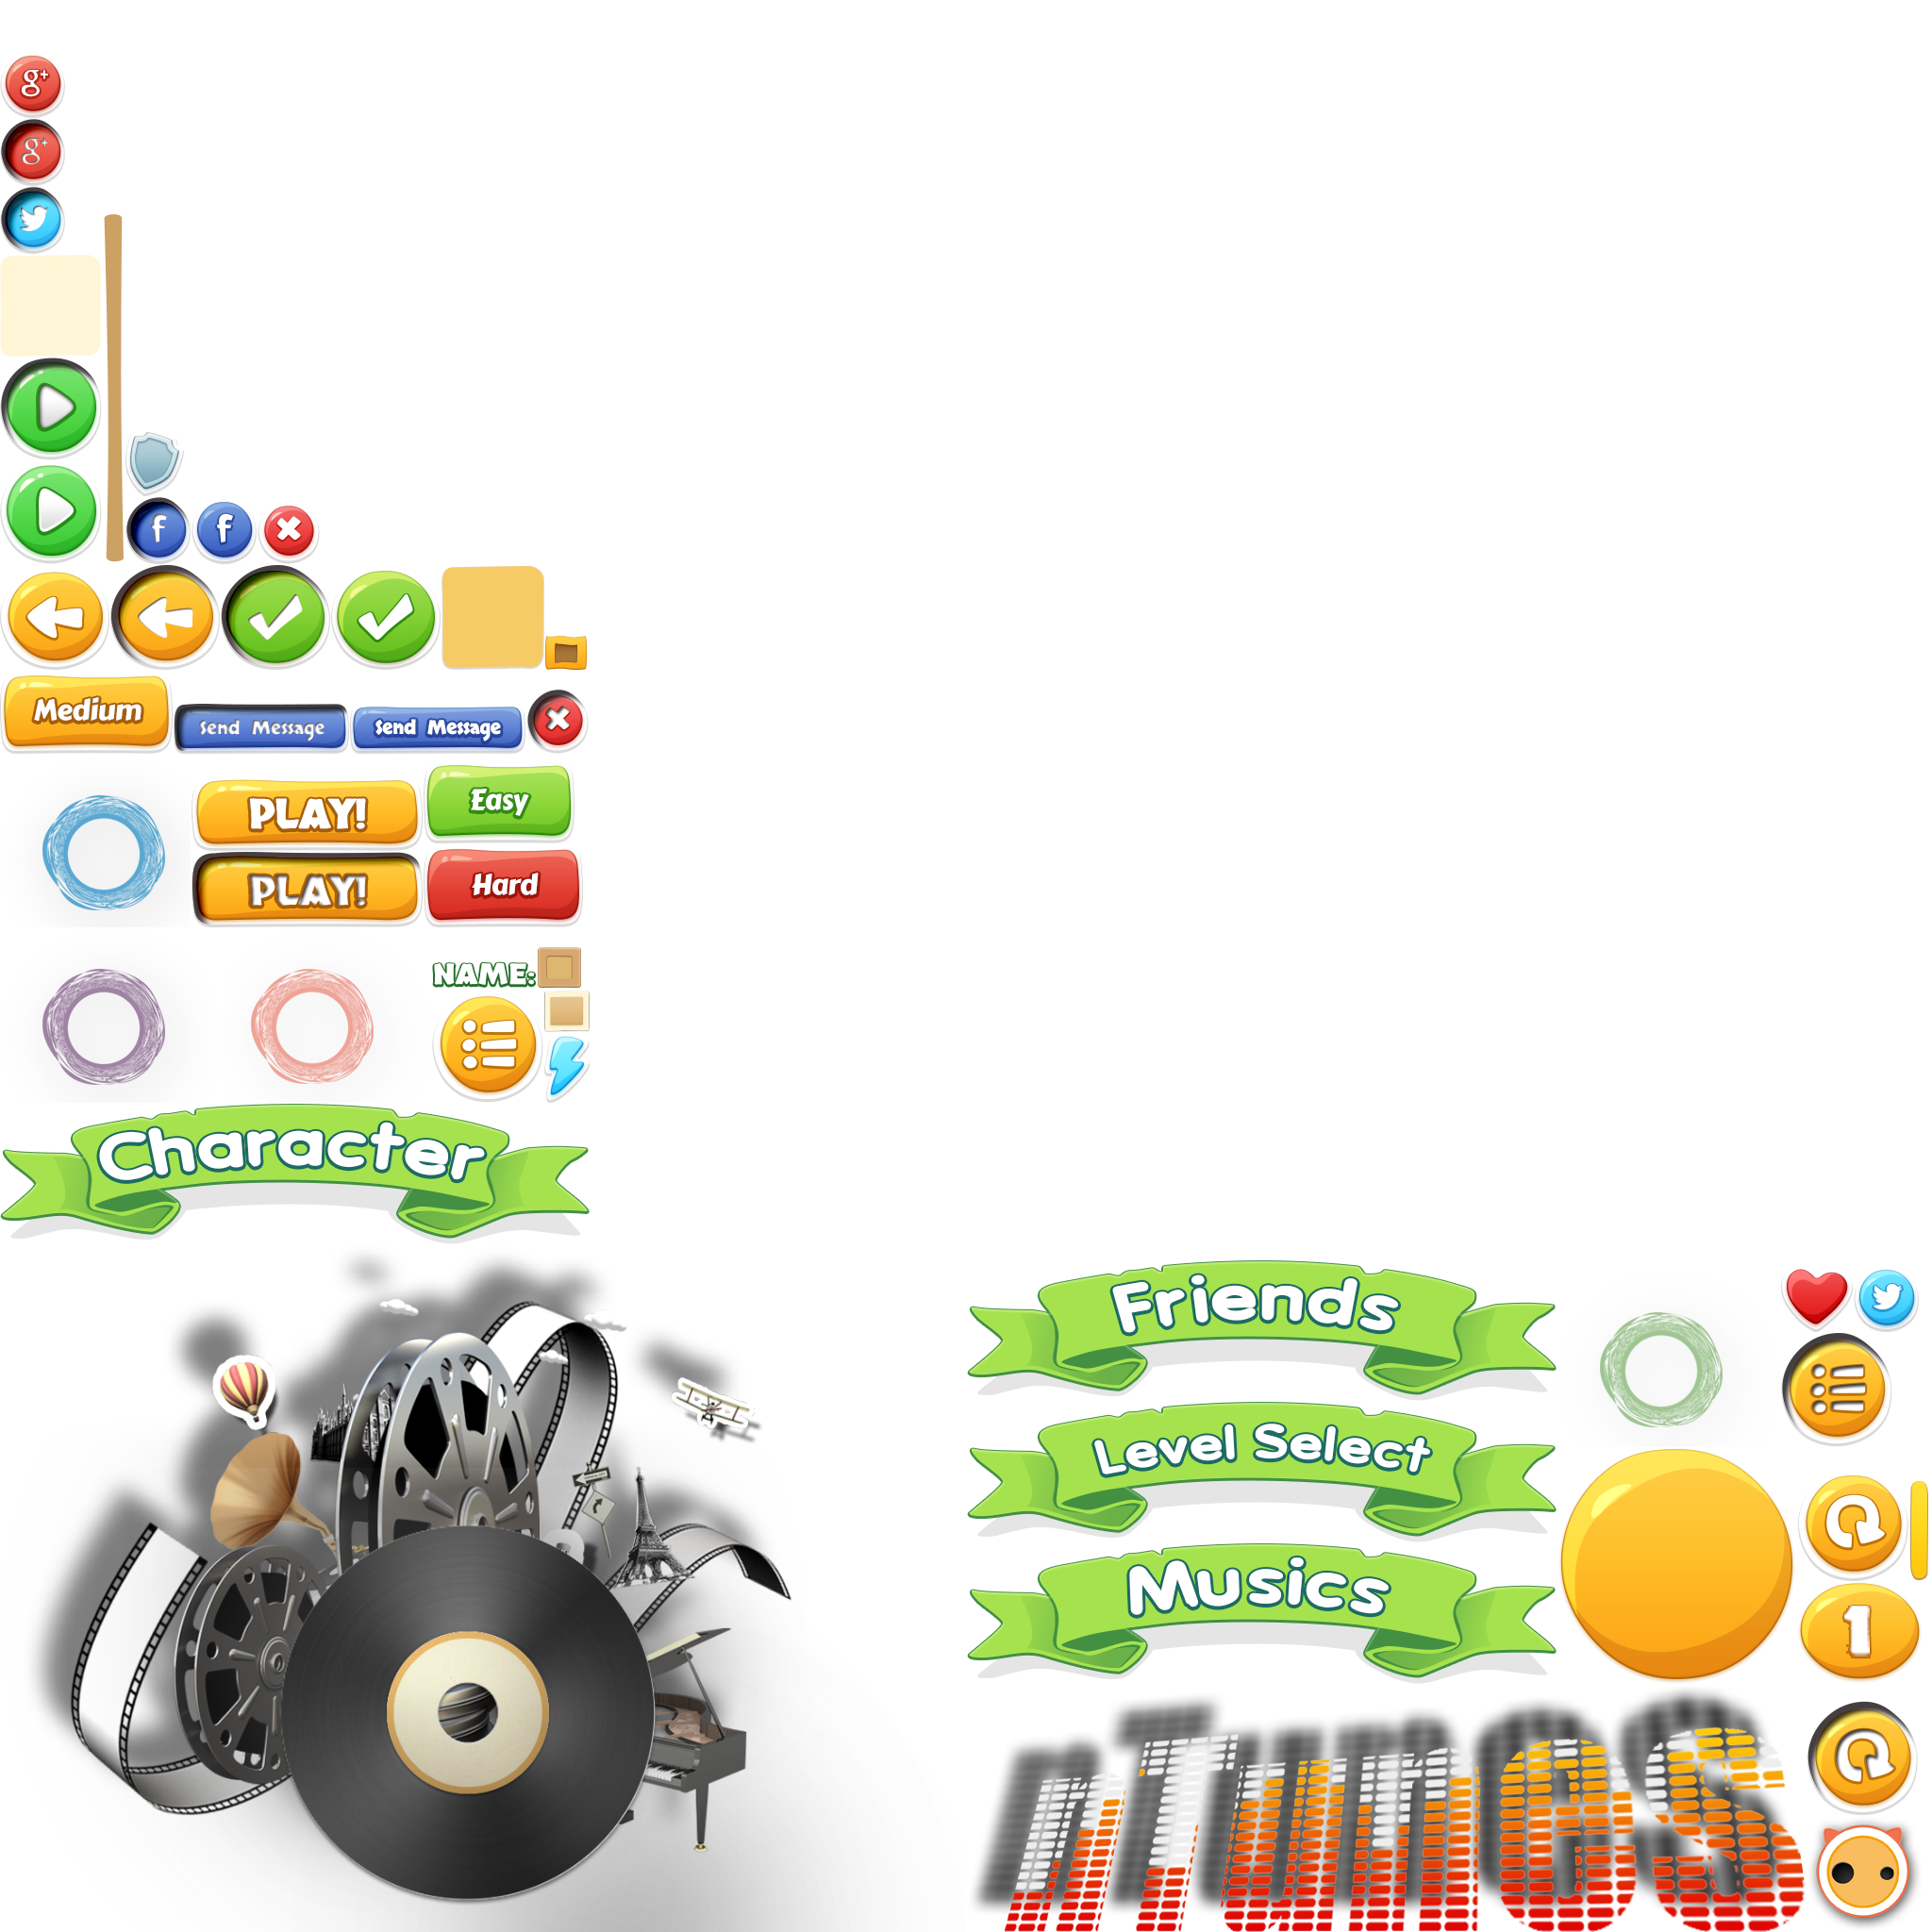 g+
g+
f
f
Medium
Send Message
Send Message
PLAY!
Easy
PLAY!
Hard
NAME:
Character
Friends
Level Select
Musics
1
nTunes